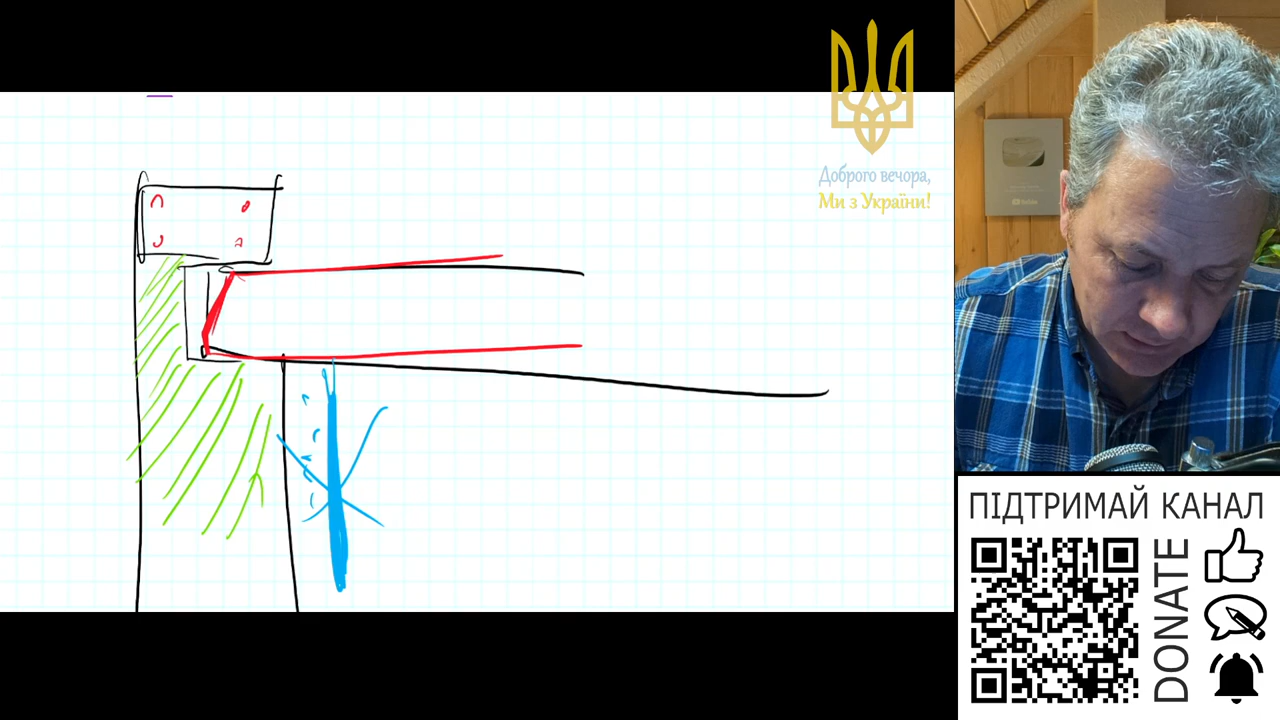 Доброго вечора,
Ми з України!
ПІДТРИМАЙ КАНАЛ
DONATE